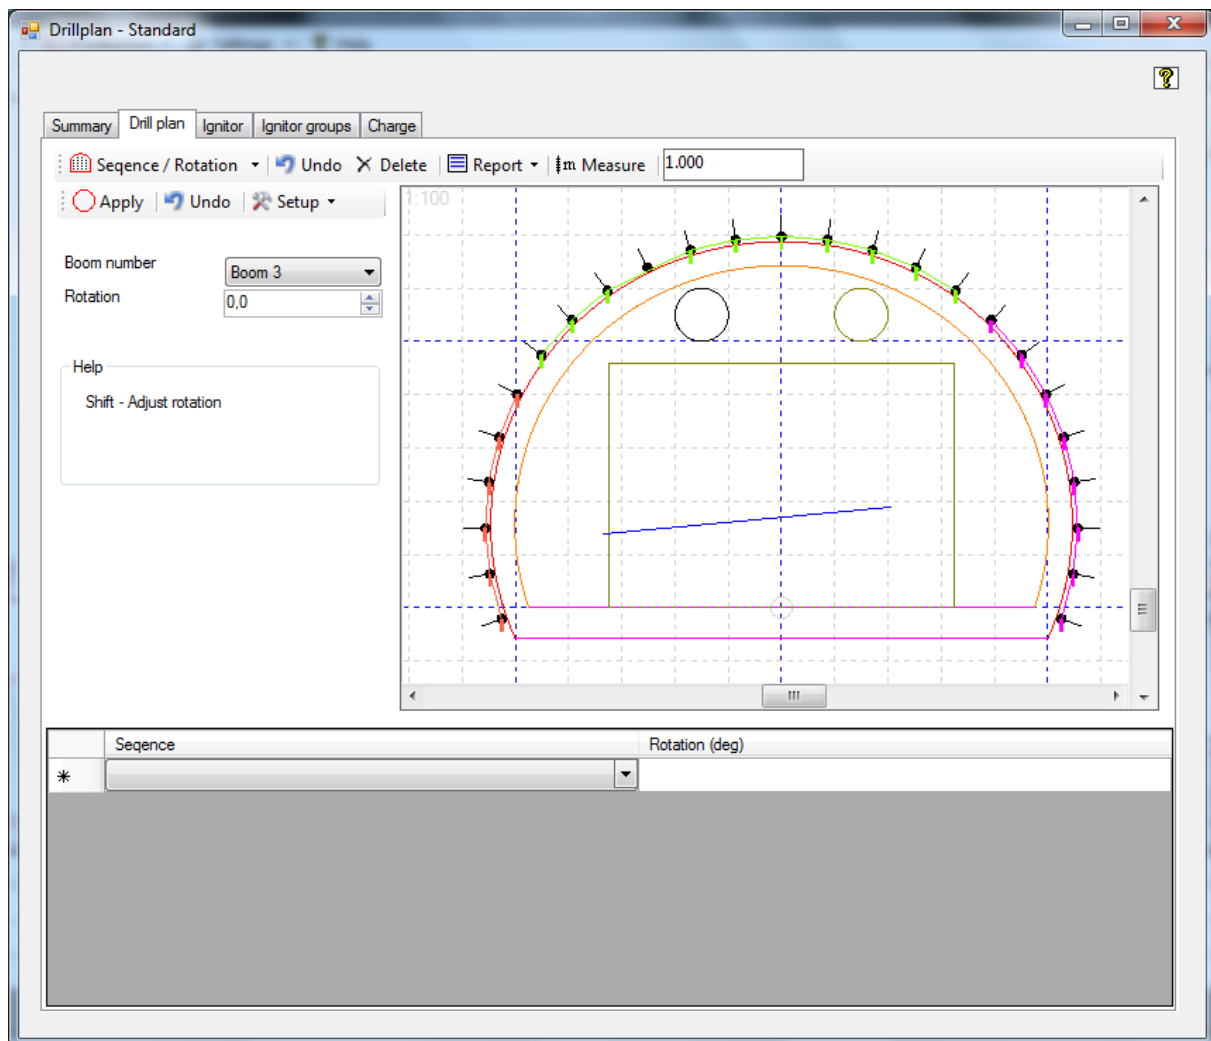 Drillplan - Standard
Summary Drill plan Ignitor Ignitor groups Charge
Seqence / Rotation Undo Delete Report m Measure 1.000
Apply Undo Setup
1:100
Boom number Boom 3
Rotation 0,0
Help
Shift - Adjust rotation
Seqence Rotation (deg)